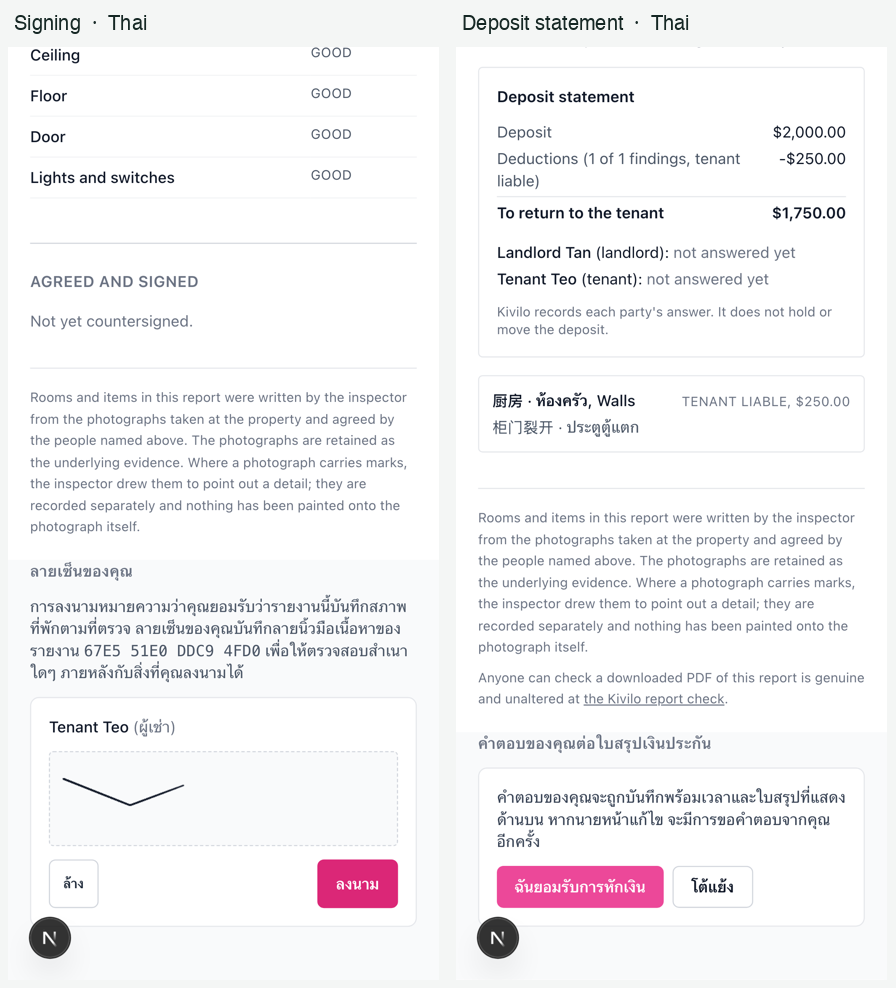 Signing · Thai
Ceiling GOOD
Floor GOOD
Door GOOD
Lights and switches GOOD
AGREED AND SIGNED
Not yet countersigned.
Rooms and items in this report were written by the inspector
from the photographs taken at the property and agreed by
the people named above. The photographs are retained as
the underlying evidence. Where a photograph carries marks,
the inspector drew them to point out a detail; they are
recorded separately and nothing has been painted onto the
photograph itself.
ลายเซ็นของคุณ
การลงนามหมายความว่าคุณยอมรับว่ารายงานนี้บันทึกสภาพ
ที่พักตามที่ตรวจ ลายเซ็นของคุณบันทึกลายนิ้วมือเนื้อหาของ
รายงาน 67E5 51E0 DDC9 4FD0 เพื่อให้ตรวจสอบสำเนา
ใดๆ ภายหลังกับสิ่งที่คุณลงนามได้
Tenant Teo (ผู้เช่า)
ล้าง
ลงนาม
N
Deposit statement · Thai
Deposit statement
Deposit $2,000.00
Deductions (1 of 1 findings, tenant -$250.00
liable)
To return to the tenant $1,750.00
Landlord Tan (landlord): not answered yet
Tenant Teo (tenant): not answered yet
Kivilo records each party's answer. It does not hold or
move the deposit.
厨房 · ห้องครัว, Walls TENANT LIABLE, $250.00
柜门裂开 · ประตูตู้แตก
Rooms and items in this report were written by the inspector
from the photographs taken at the property and agreed by
the people named above. The photographs are retained as
the underlying evidence. Where a photograph carries marks,
the inspector drew them to point out a detail; they are
recorded separately and nothing has been painted onto the
photograph itself.
Anyone can check a downloaded PDF of this report is genuine
and unaltered at the Kivilo report check.
คำตอบของคุณต่อใบสรุปเงินประกัน
คำตอบของคุณจะถูกบันทึกพร้อมเวลาและใบสรุปที่แสดง
ด้านบน หากนายหน้าแก้ไข จะมีการขอคำตอบจากคุณ
อีกครั้ง
ฉันยอมรับการหักเงิน
โต้แย้ง
N